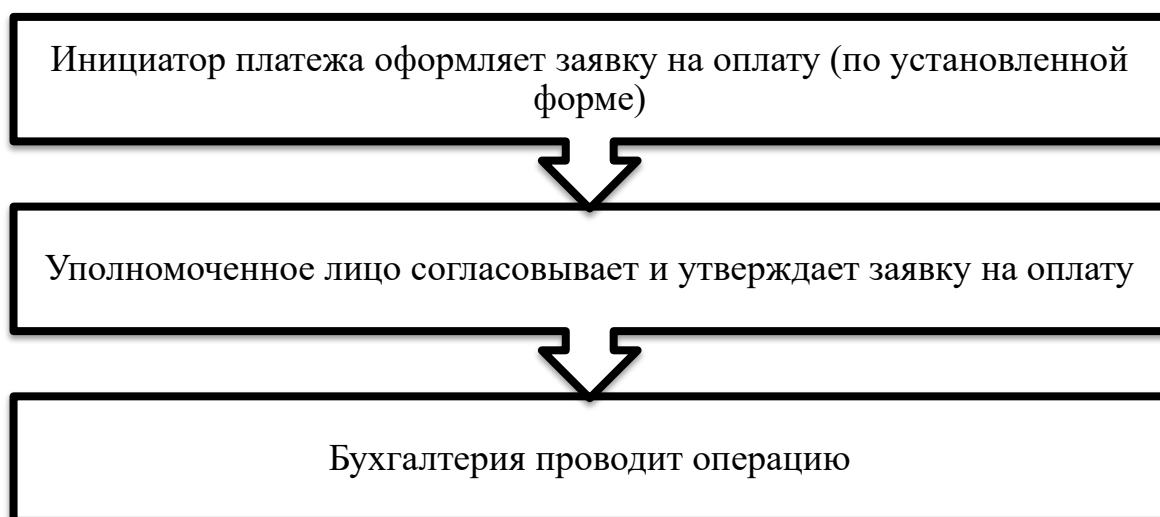 Инициатор платежа оформляет заявку на оплату (по установленной
форме)
Уполномоченное лицо согласовывает и утверждает заявку на оплату
Бухгалтерия проводит операцию